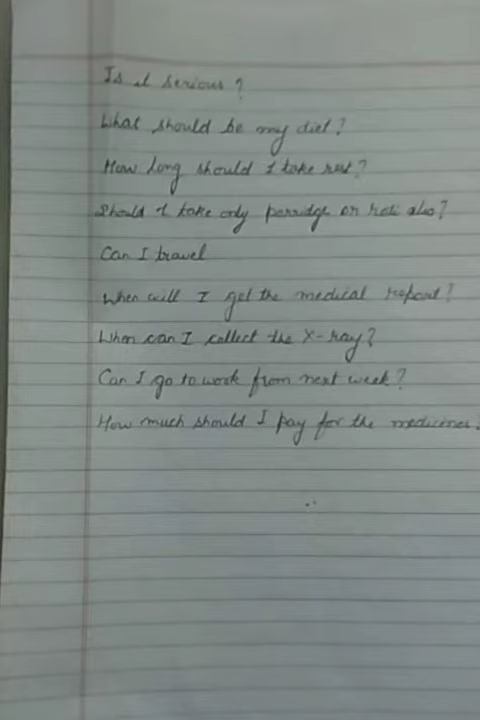 Is it serious?
What should be my diet?
How long should I take rest?
Should I take only porridge or roti also?
Can I travel
When will I get the medical report?
When can I collect the X-ray?
Can I go to work from next week?
How much should I pay for the medicines?